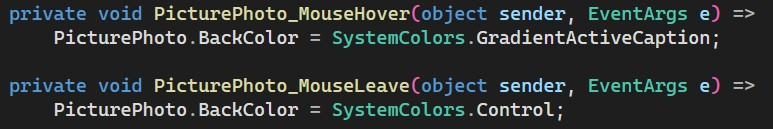 private void PicturePhoto_MouseHover(object sender, EventArgs e) =>
    PicturePhoto.BackColor = SystemColors.GradientActiveCaption;

private void PicturePhoto_MouseLeave(object sender, EventArgs e) =>
    PicturePhoto.BackColor = SystemColors.Control;